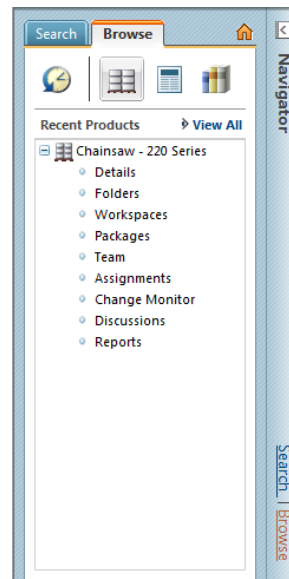 Search Browse
Navigator
Recent Products View All
Chainsaw - 220 Series
Details
Folders
Workspaces
Packages
Team
Assignments
Change Monitor
Discussions
Reports
Search | Browse